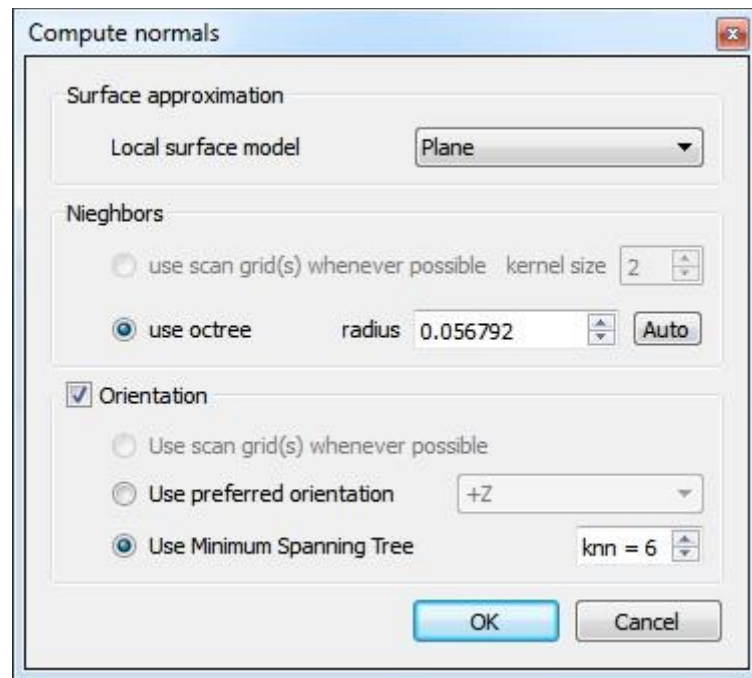 Compute normals
Surface approximation
Local surface model Plane
Nieghbors
use scan grid(s) whenever possible kernel size 2
use octree radius 0.056792 Auto
Orientation
Use scan grid(s) whenever possible
Use preferred orientation +Z
Use Minimum Spanning Tree knn = 6
OK Cancel